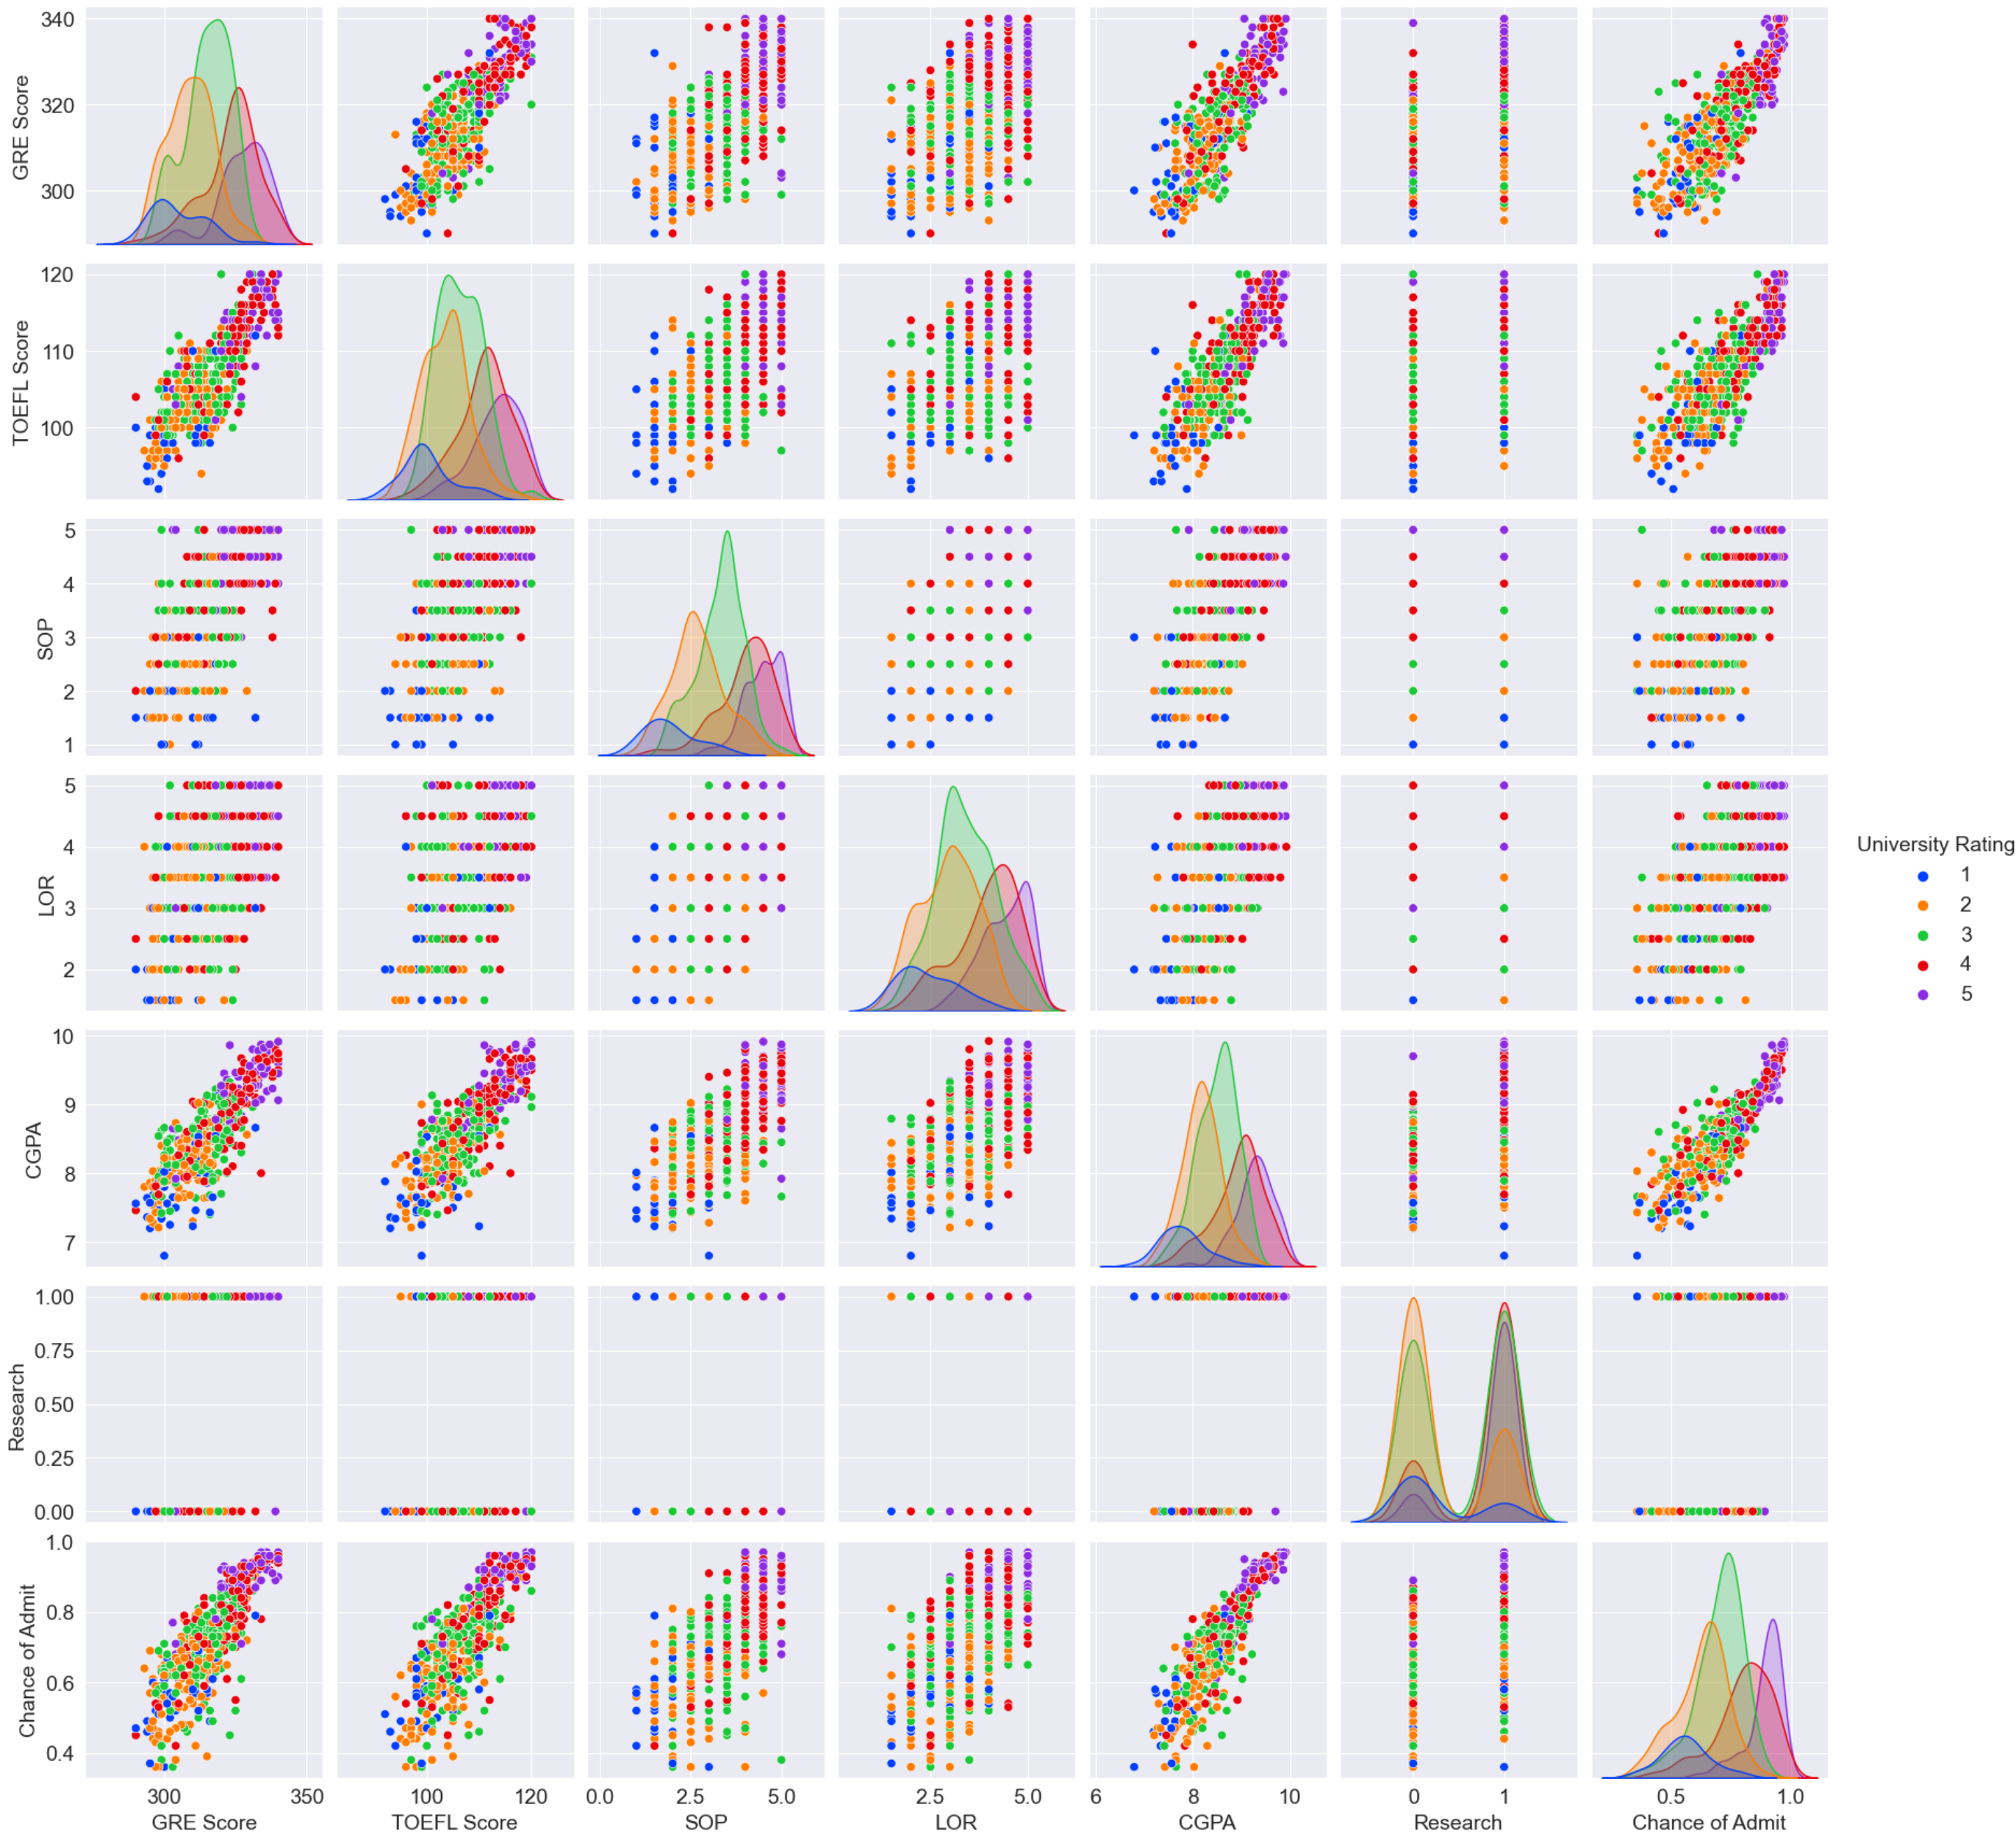 340
320
300
GRE Score
120
110
100
TOEFL Score
5
4
3
2
1
SOP
5
4
3
2
LOR
10
9
8
7
CGPA
1.00
0.75
0.50
0.25
0.00
Research
1.0
0.8
0.6
0.4
Chance of Admit
300 350
GRE Score
100 120
TOEFL Score
0.0 2.5 5.0
SOP
2.5 5.0
LOR
6 8 10
CGPA
0 1
Research
0.5 1.0
Chance of Admit
University Rating
1
2
3
4
5